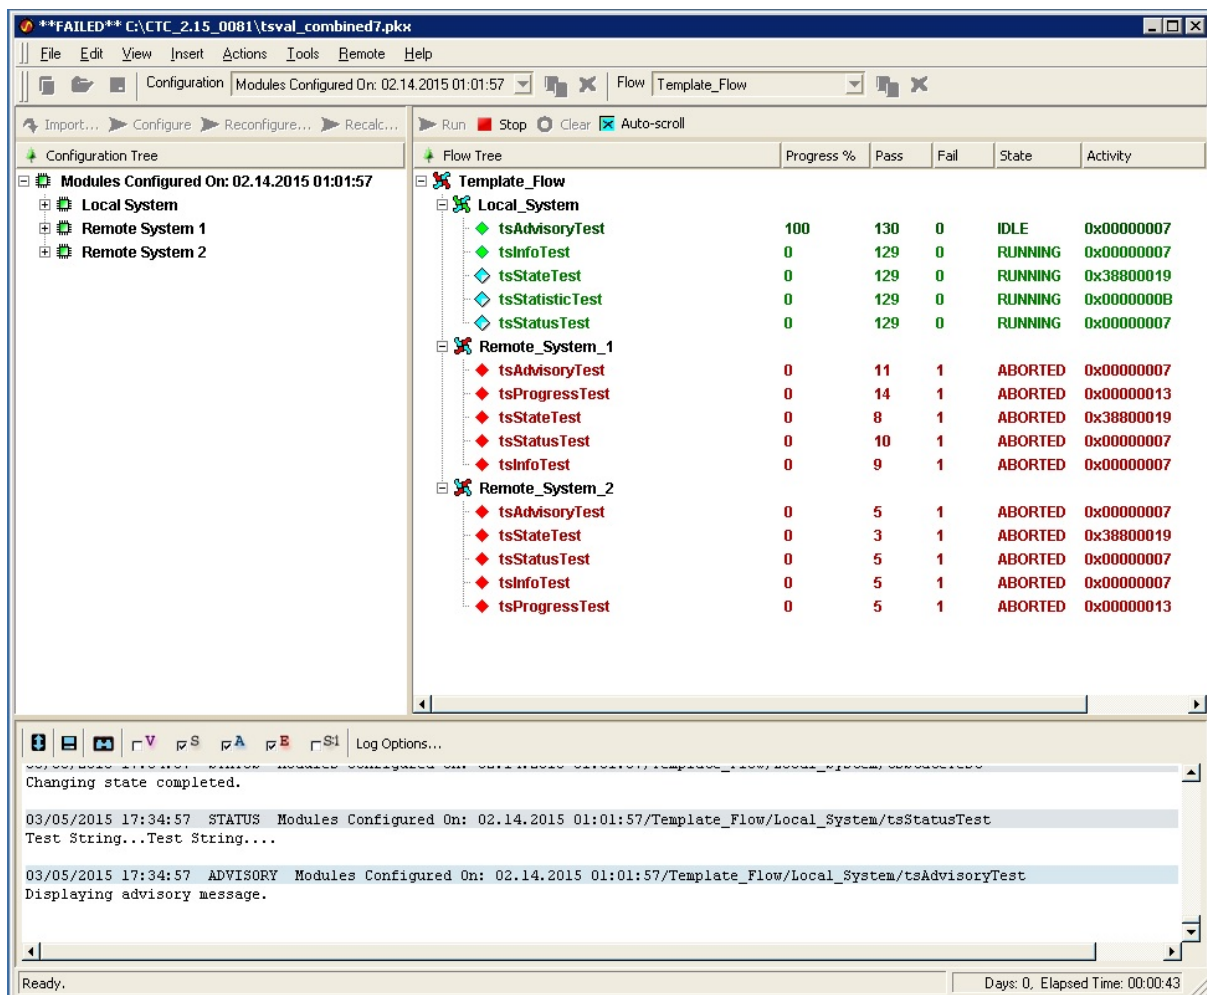 **FAILED** C:\CTC_2.15_0081\tsval_combined7.pkx
File Edit View Insert Actions Tools Remote Help
Configuration Modules Configured On: 02.14.2015 01:01:57 Flow Template_Flow
Import... Configure Reconfigure... Recalc... Run Stop Clear Auto-scroll
Configuration Tree Flow Tree Progress % Pass Fail State Activity
Modules Configured On: 02.14.2015 01:01:57 Template_Flow
Local System Local_System
Remote System 1 tsAdvisoryTest 100 130 0 IDLE 0x00000007
Remote System 2 tsInfoTest 0 129 0 RUNNING 0x00000007
tsStateTest 0 129 0 RUNNING 0x38800019
tsStatisticTest 0 129 0 RUNNING 0x0000000B
tsStatusTest 0 129 0 RUNNING 0x00000007
Remote_System_1
tsAdvisoryTest 0 11 1 ABORTED 0x00000007
tsProgressTest 0 14 1 ABORTED 0x00000013
tsStateTest 0 8 1 ABORTED 0x38800019
tsStatusTest 0 10 1 ABORTED 0x00000007
tsInfoTest 0 9 1 ABORTED 0x00000007
Remote_System_2
tsAdvisoryTest 0 5 1 ABORTED 0x00000007
tsStateTest 0 3 1 ABORTED 0x38800019
tsStatusTest 0 5 1 ABORTED 0x00000007
tsInfoTest 0 5 1 ABORTED 0x00000007
tsProgressTest 0 5 1 ABORTED 0x00000013
V S A E S1 Log Options...
Changing state completed.
03/05/2015 17:34:57 STATUS Modules Configured On: 02.14.2015 01:01:57/Template_Flow/Local_System/tsStatusTest
Test String...Test String....
03/05/2015 17:34:57 ADVISORY Modules Configured On: 02.14.2015 01:01:57/Template_Flow/Local_System/tsAdvisoryTest
Displaying advisory message.
Ready. Days: 0, Elapsed Time: 00:00:43